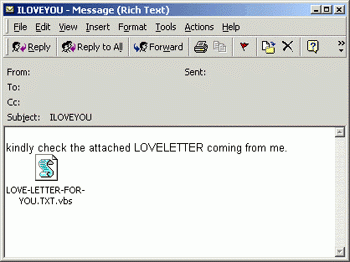 ILOVEYOU - Message (Rich Text)
File Edit View Insert Format Tools Actions Help
Reply Reply to All Forward
From: Sent:
To:
Cc:
Subject: ILOVEYOU
kindly check the attached LOVELETTER coming from me.
LOVE-LETTER-FOR-
YOU.TXT.vbs